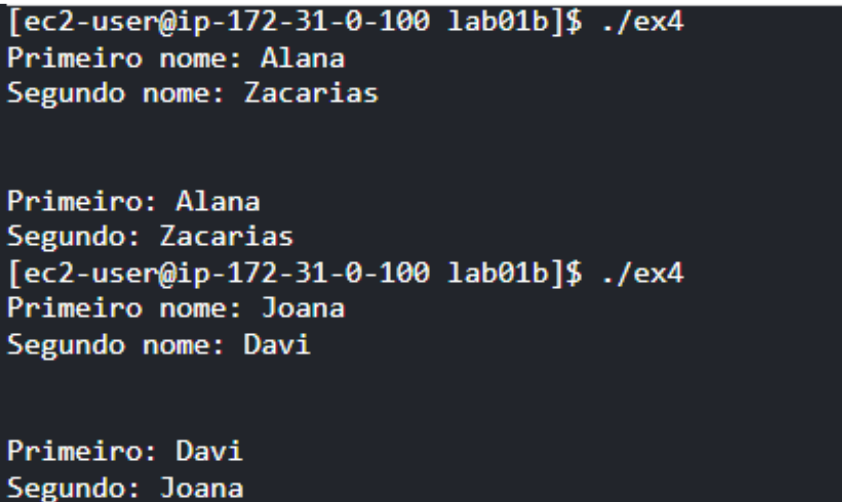 [ec2-user@ip-172-31-0-100 lab01b]$ ./ex4
Primeiro nome: Alana
Segundo nome: Zacarias
Primeiro: Alana
Segundo: Zacarias
[ec2-user@ip-172-31-0-100 lab01b]$ ./ex4
Primeiro nome: Joana
Segundo nome: Davi
Primeiro: Davi
Segundo: Joana